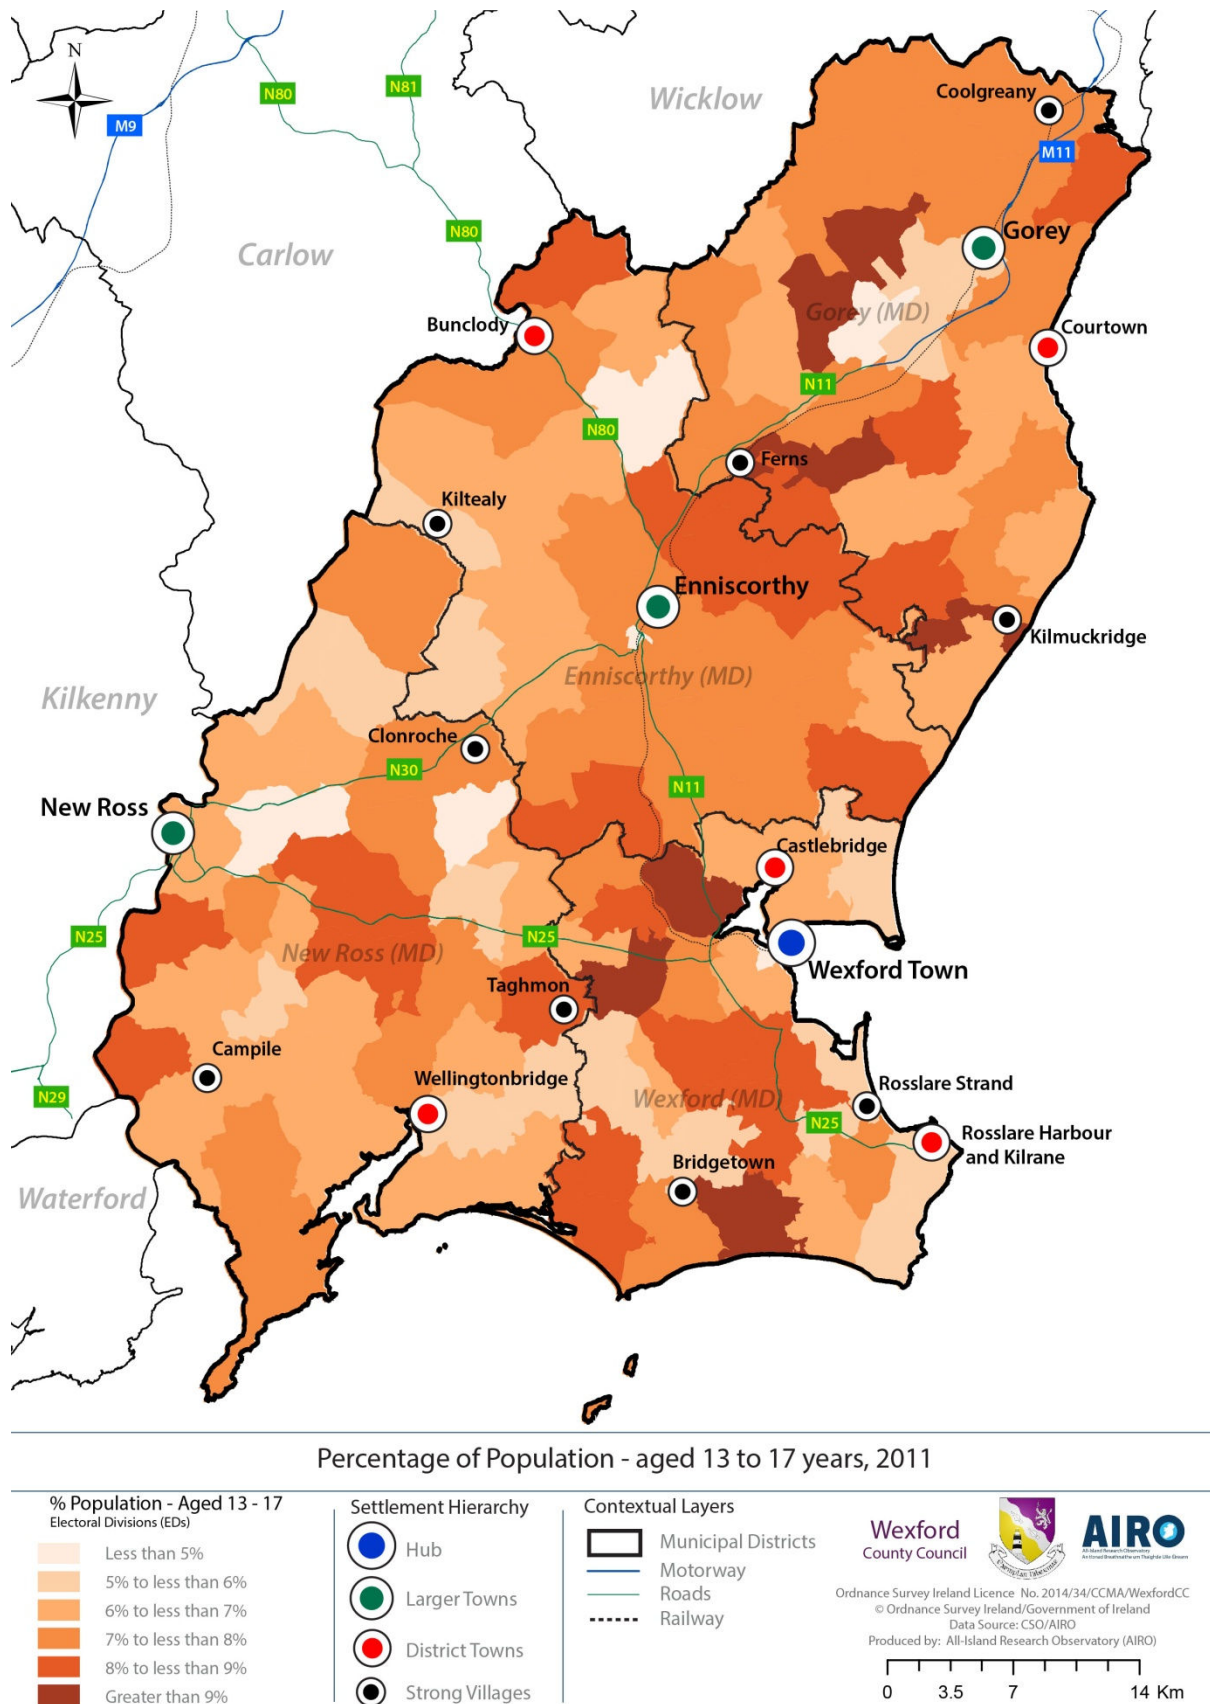 N
N80
N81
Wicklow
Coolgreany
M9
M11
N80
Carlow
Gorey
Gorey (MD)
Bunclody
Courtown
N11
N80
Ferns
Kiltealy
Enniscorthy
Kilmuckridge
Enniscorthy (MD)
Kilkenny
Clonroche
N30
N11
New Ross
Castlebridge
N25
N25
New Ross (MD)
Wexford Town
Taghmon
Campile
Wellingtonbridge
Rosslare Strand
N29
Wexford (MD)
N25
Rosslare Harbour
and Kilrane
Bridgetown
Waterford
Percentage of Population - aged 13 to 17 years, 2011
% Population - Aged 13 - 17
Electoral Divisions (EDs)
Less than 5%
5% to less than 6%
6% to less than 7%
7% to less than 8%
8% to less than 9%
Greater than 9%
Settlement Hierarchy
Hub
Larger Towns
District Towns
Strong Villages
Contextual Layers
Municipal Districts
Motorway
Roads
Railway
Wexford
County Council
AIRO
All-Island Research Observatory
Ordnance Survey Ireland Licence No. 2014/34/CCMA/WexfordCC
© Ordnance Survey Ireland/Government of Ireland
Data Source: CSO/AIRO
Produced by: All-Island Research Observatory (AIRO)
0 3.5 7 14 Km